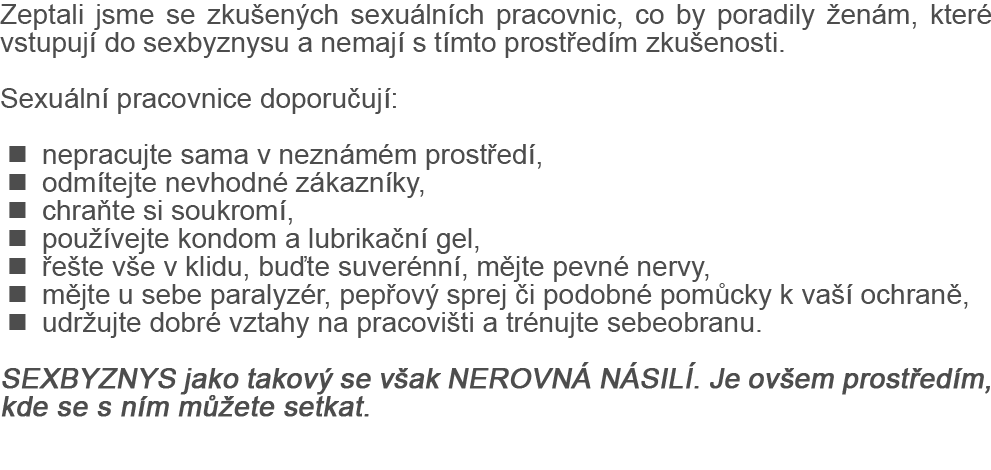 Zeptali jsme se zkušených sexuálních pracovnic, co by poradily ženám, které
vstupují do sexbyznysu a nemají s tímto prostředím zkušenosti.
Sexuální pracovnice doporučují:
■ nepracujte sama v neznámém prostředí,
■ odmítejte nevhodné zákazníky,
■ chraňte si soukromí,
■ používejte kondom a lubrikační gel,
■ řešte vše v klidu, buďte suverénní, mějte pevné nervy,
■ mějte u sebe paralyzér, pepřový sprej či podobné pomůcky k vaší ochraně,
■ udržujte dobré vztahy na pracovišti a trénujte sebeobranu.
SEXBYZNYS jako takový se však NEROVNÁ NÁSILÍ. Je ovšem prostředím,
kde se s ním můžete setkat.